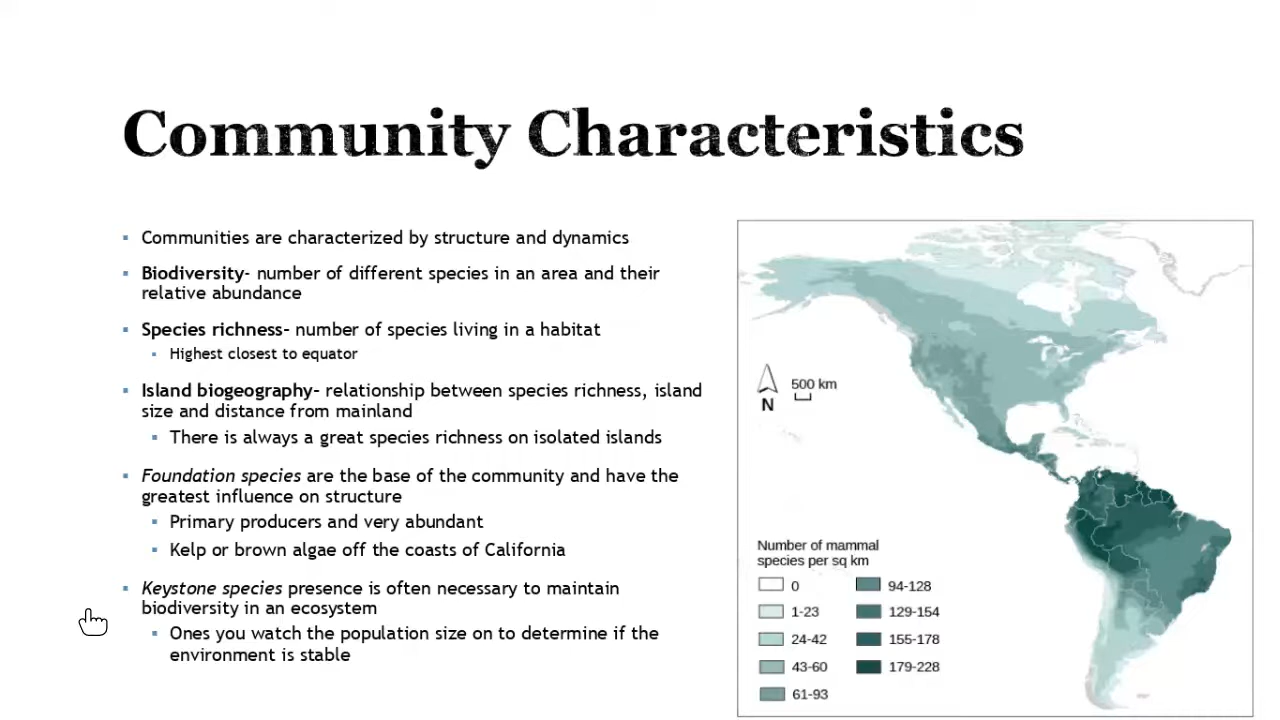 Community Characteristics
▪ Communities are characterized by structure and dynamics
▪ Biodiversity- number of different species in an area and their
relative abundance
▪ Species richness- number of species living in a habitat
▪ Highest closest to equator
▪ Island biogeography- relationship between species richness, island
size and distance from mainland
▪ There is always a great species richness on isolated islands
▪ Foundation species are the base of the community and have the
greatest influence on structure
▪ Primary producers and very abundant
▪ Kelp or brown algae off the coasts of California
▪ Keystone species presence is often necessary to maintain
biodiversity in an ecosystem
▪ Ones you watch the population size on to determine if the
environment is stable
500 km
N
Number of mammal
species per sq km
0
1-23
24-42
43-60
61-93
94-128
129-154
155-178
179-228